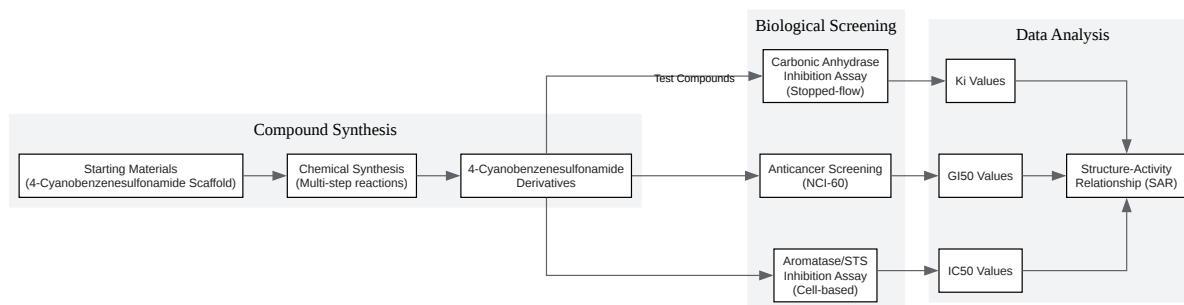 Biological Screening
Data Analysis
Carbonic Anhydrase
Inhibition Assay
(Stopped-flow)
Test Compounds
Ki Values
Compound Synthesis
Starting Materials
(4-Cyanobenzenesulfonamide Scaffold)
Chemical Synthesis
(Multi-step reactions)
4-Cyanobenzenesulfonamide
Derivatives
Anticancer Screening
(NCI-60)
GI50 Values
Structure-Activity
Relationship (SAR)
Aromatase/STS
Inhibition Assay
(Cell-based)
IC50 Values